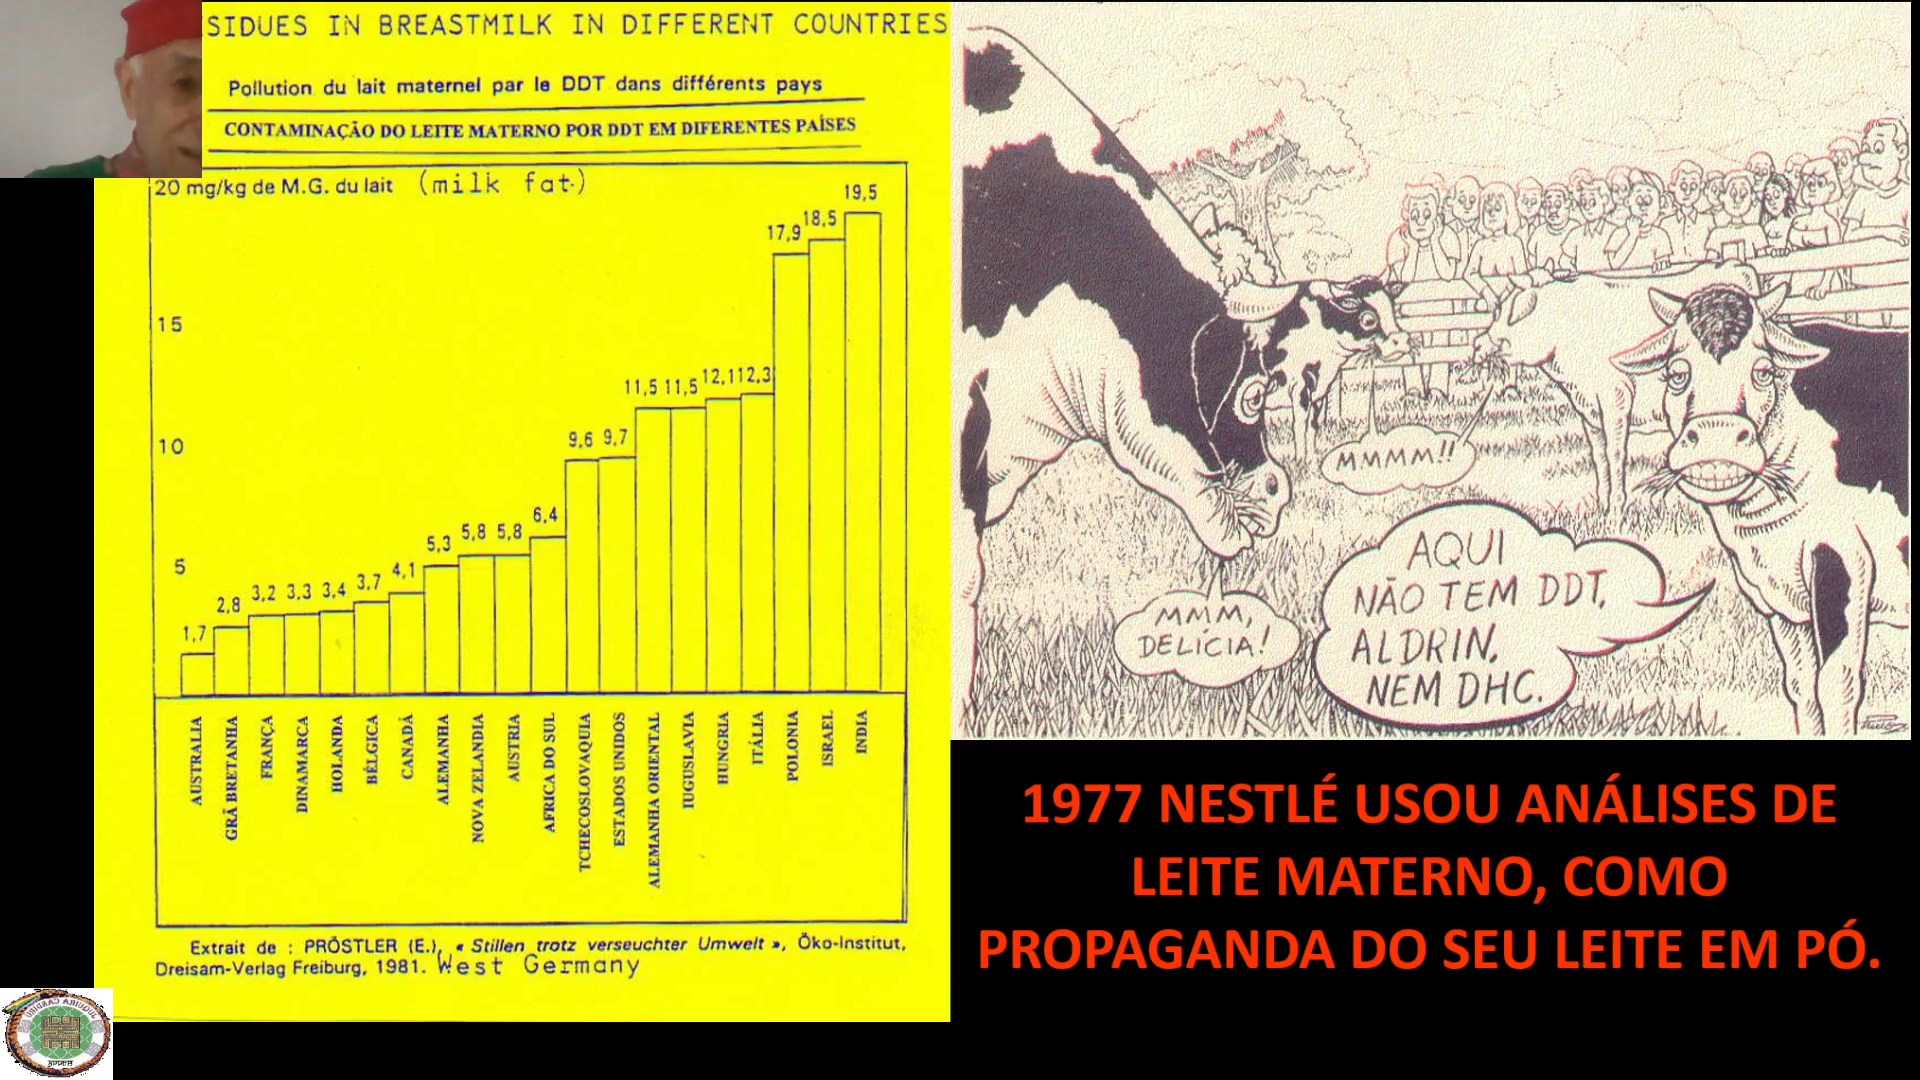 SIDUES IN BREASTMILK IN DIFFERENT COUNTRIES
Pollution du lait maternel par le DDT dans différents pays
CONTAMINAÇÃO DO LEITE MATERNO POR DDT EM DIFERENTES PAÍSES
20 mg/kg de M.G. du lait (milk fat)
15
10
5
1,7
2,8
3,2
3,3
3,4
3,7
4,1
5,3
5,8
5,8
6,4
9,6
9,7
11,5
11,5
12,1
12,3
17,9
18,5
19,5
AUSTRALIA
GRÃ BRETANHA
FRANÇA
DINAMARCA
HOLANDA
BÉLGICA
CANADÁ
ALEMANHA
NOVA ZELANDIA
AUSTRIA
AFRICA DO SUL
TCHECOSLOVAQUIA
ESTADOS UNIDOS
ALEMANHA ORIENTAL
IUGUSLAVIA
HUNGRIA
ITÁLIA
POLONIA
ISRAEL
INDIA
Extrait de : PRÖSTLER (E.), « Stillen trotz verseuchter Umwelt », Öko-Institut,
Dreisam-Verlag Freiburg, 1981. West Germany
MMMM!!
MMM,
DELÍCIA!
AQUI
NÃO TEM DDT,
ALDRIN,
NEM DHC.
1977 NESTLÉ USOU ANÁLISES DE
LEITE MATERNO, COMO
PROPAGANDA DO SEU LEITE EM PÓ.